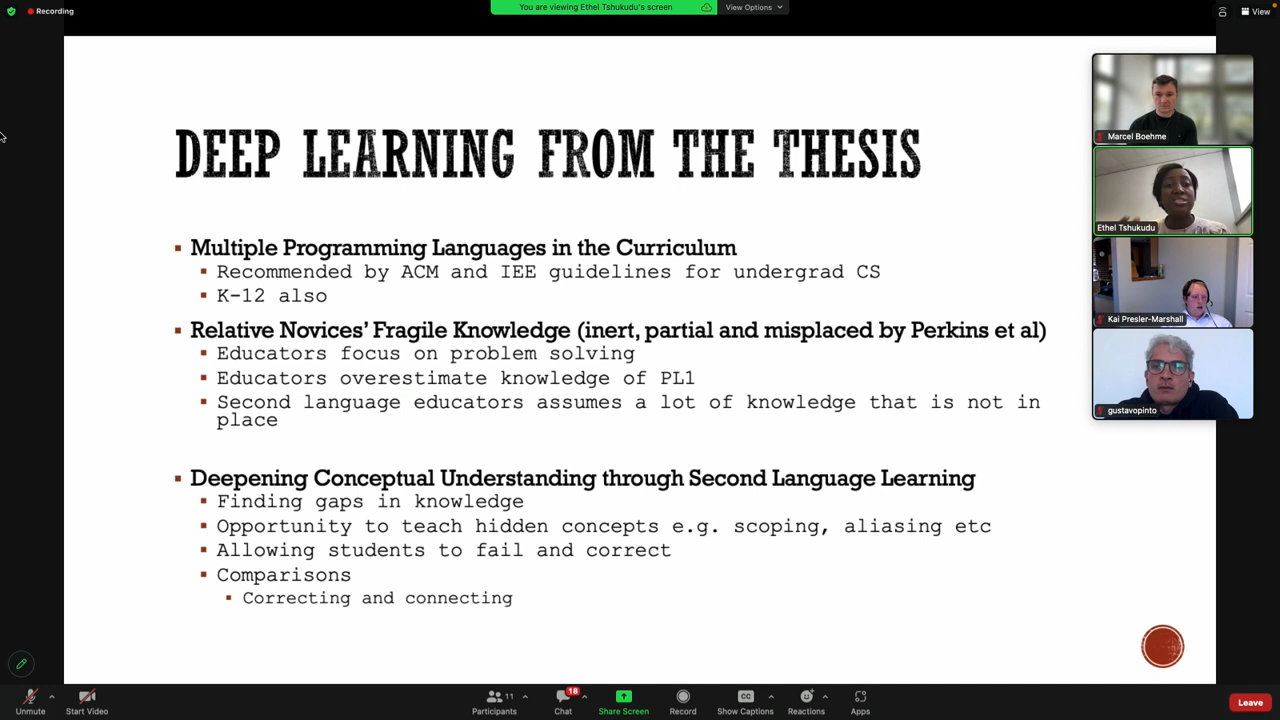 Recording
You are viewing Ethel Tshukudu's screen
View Options
View
DEEP LEARNING FROM THE THESIS
Multiple Programming Languages in the Curriculum
Recommended by ACM and IEE guidelines for undergrad CS
K-12 also
Relative Novices' Fragile Knowledge (inert, partial and misplaced by Perkins et al)
Educators focus on problem solving
Educators overestimate knowledge of PL1
Second language educators assumes a lot of knowledge that is not in
place
Deepening Conceptual Understanding through Second Language Learning
Finding gaps in knowledge
Opportunity to teach hidden concepts e.g. scoping, aliasing etc
Allowing students to fail and correct
Comparisons
Correcting and connecting
Marcel Boehme
Ethel Tshukudu
Kai Presler-Marshall
gustavopinto
Unmute
Start Video
11
Participants
18
Chat
Share Screen
Record
CC
Show Captions
Reactions
Apps
Leave